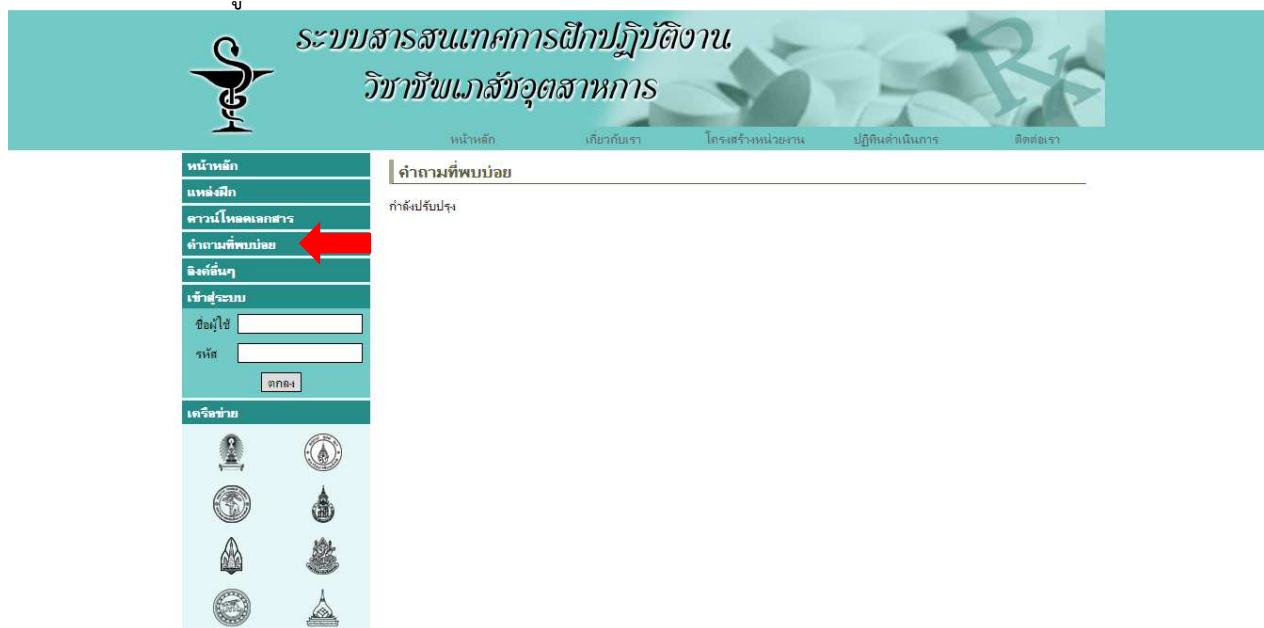 ระบบสารสนเทศการฝึกปฏิบัติงาน
วิชาชีพเภสัชอุตสาหการ
Rx
หน้าหลัก เกี่ยวกับเรา โครงสร้างหน่วยงาน ปฏิทินดำเนินการ ติดต่อเรา
หน้าหลัก
แหล่งฝึก
ดาวน์โหลดเอกสาร
คำถามที่พบบ่อย
ลิงค์อื่นๆ
เข้าสู่ระบบ
ชื่อผู้ใช้
รหัส
ตกลง
เครือข่าย
คำถามที่พบบ่อย
กำลังปรับปรุง